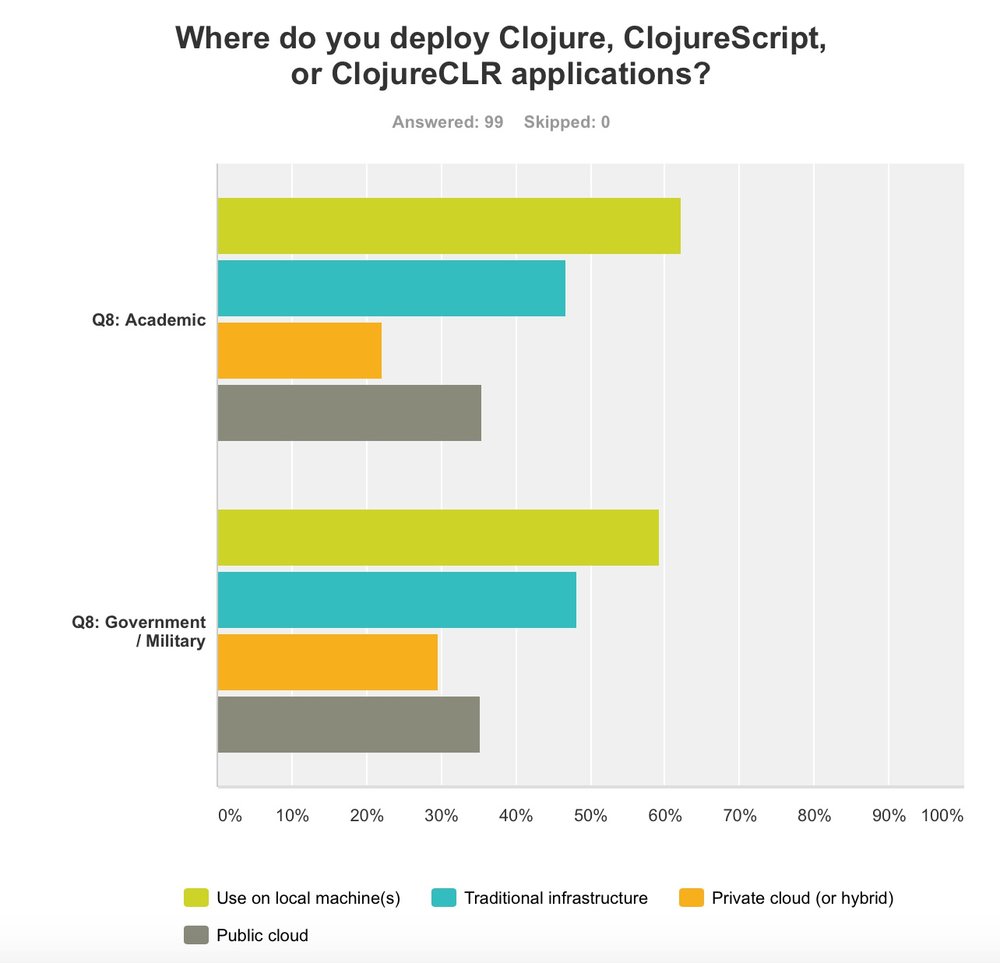 Where do you deploy Clojure, ClojureScript,
or ClojureCLR applications?
Answered: 99 Skipped: 0
Q8: Academic
Q8: Government
/ Military
0% 10% 20% 30% 40% 50% 60% 70% 80% 90% 100%
Use on local machine(s) Traditional infrastructure Private cloud (or hybrid)
Public cloud